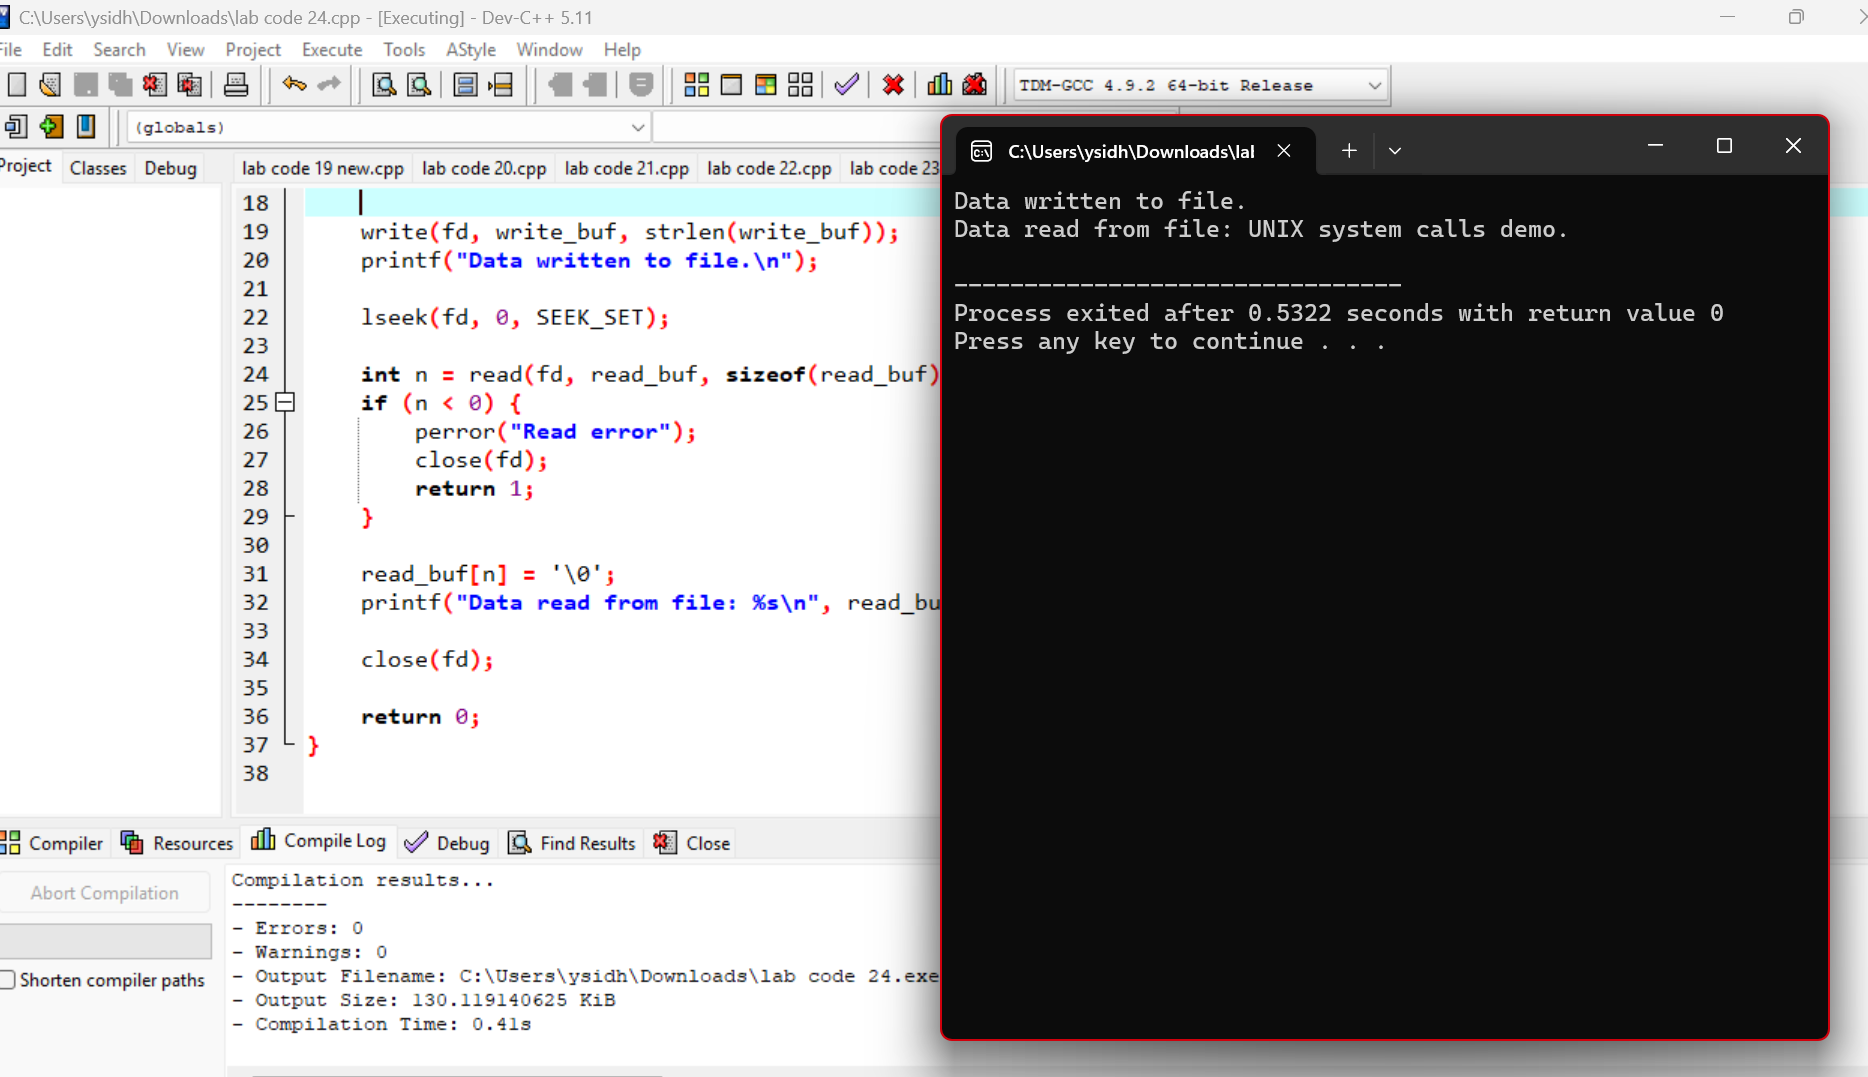 C:\Users\ysidh\Downloads\lab code 24.cpp - [Executing] - Dev-C++ 5.11
File Edit Search View Project Execute Tools AStyle Window Help
TDM-GCC 4.9.2 64-bit Release
(globals)
Project Classes Debug
lab code 19 new.cpp lab code 20.cpp lab code 21.cpp lab code 22.cpp lab code 23
18
19 write(fd, write_buf, strlen(write_buf));
20 printf("Data written to file.\n");
21
22 lseek(fd, 0, SEEK_SET);
23
24 int n = read(fd, read_buf, sizeof(read_buf)
25 if (n < 0) {
26 perror("Read error");
27 close(fd);
28 return 1;
29 }
30
31 read_buf[n] = '\0';
32 printf("Data read from file: %s\n", read_bu
33
34 close(fd);
35
36 return 0;
37 }
38
C:\Users\ysidh\Downloads\lal
Data written to file.
Data read from file: UNIX system calls demo.
--------------------------------
Process exited after 0.5322 seconds with return value 0
Press any key to continue . . .
Compiler Resources Compile Log Debug Find Results Close
Abort Compilation
Shorten compiler paths
Compilation results...
--------
- Errors: 0
- Warnings: 0
- Output Filename: C:\Users\ysidh\Downloads\lab code 24.exe
- Output Size: 130.119140625 KiB
- Compilation Time: 0.41s